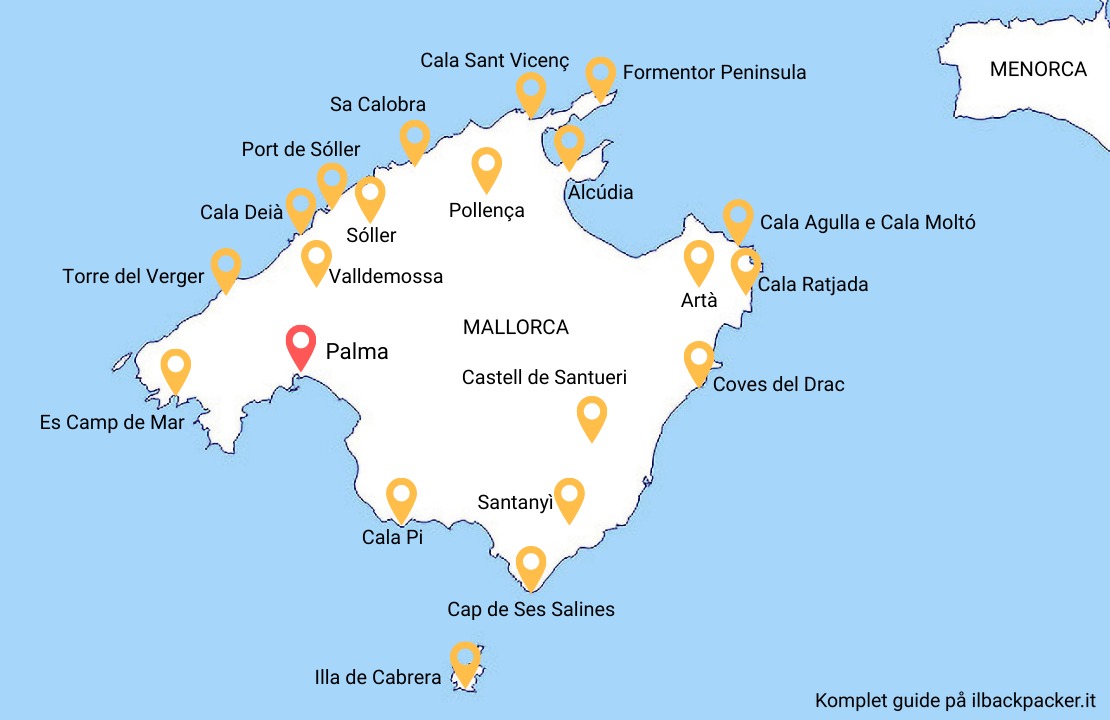 Cala Sant Vicenç
MENORCA
Formentor Peninsula
Sa Calobra
Port de Sóller
Alcúdia
Cala Deià
Pollença
Cala Agulla e Cala Moltó
Sóller
Torre del Verger
Valldemossa
Cala Ratjada
Artà
MALLORCA
Palma
Castell de Santueri
Coves del Drac
Es Camp de Mar
Santanyì
Cala Pi
Cap de Ses Salines
Illa de Cabrera
Komplet guide på ilbackpacker.it